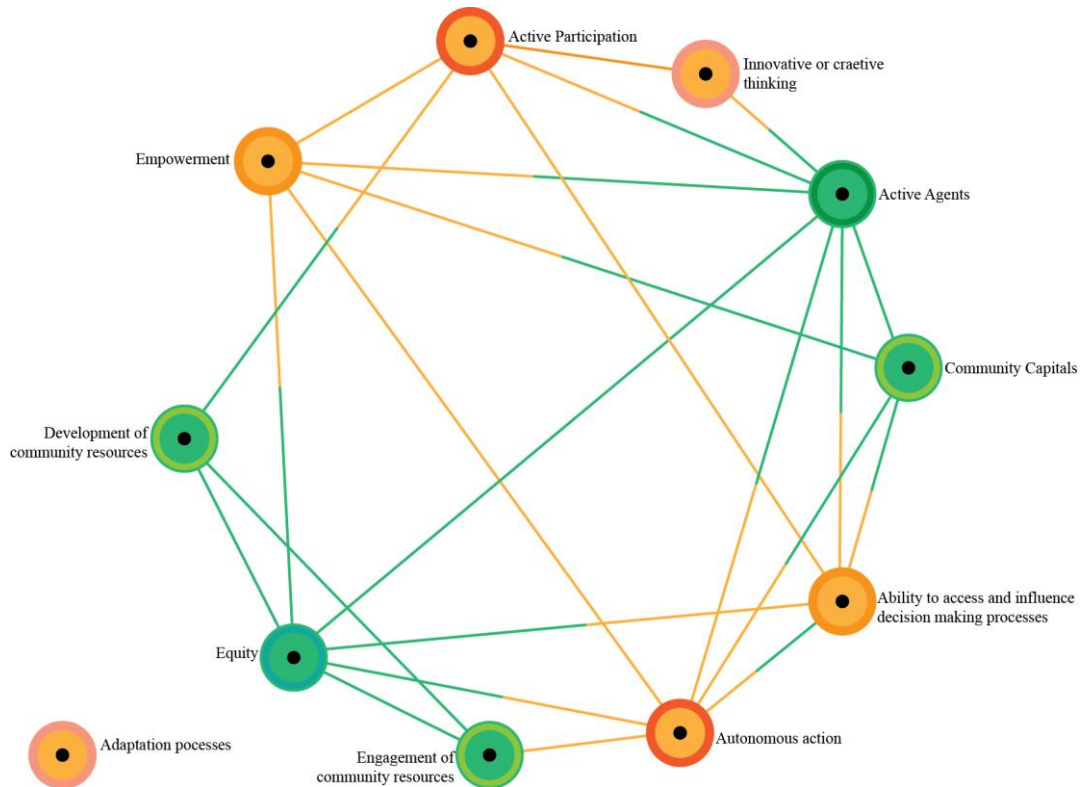 Active Participation
Innovative or craetive
thinking
Empowerment
Active Agents
Community Capitals
Development of
community resources
Ability to access and influence
decision making processes
Equity
Autonomous action
Adaptation pocesses
Engagement of
community resources